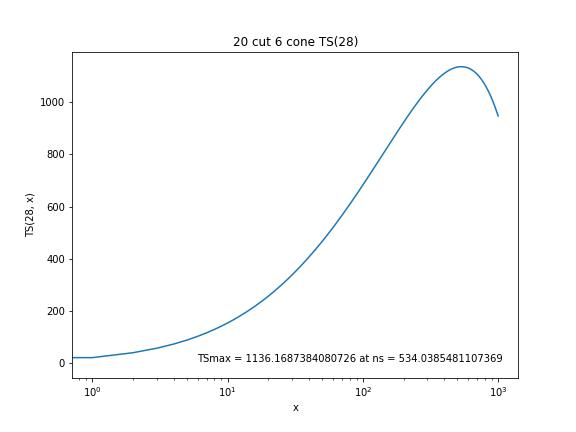 20 cut 6 cone TS(28)
TS(28, x)
1000
800
600
400
200
0
TSmax = 1136.1687384080726 at ns = 534.0385481107369
10⁰
10¹
10²
10³
x